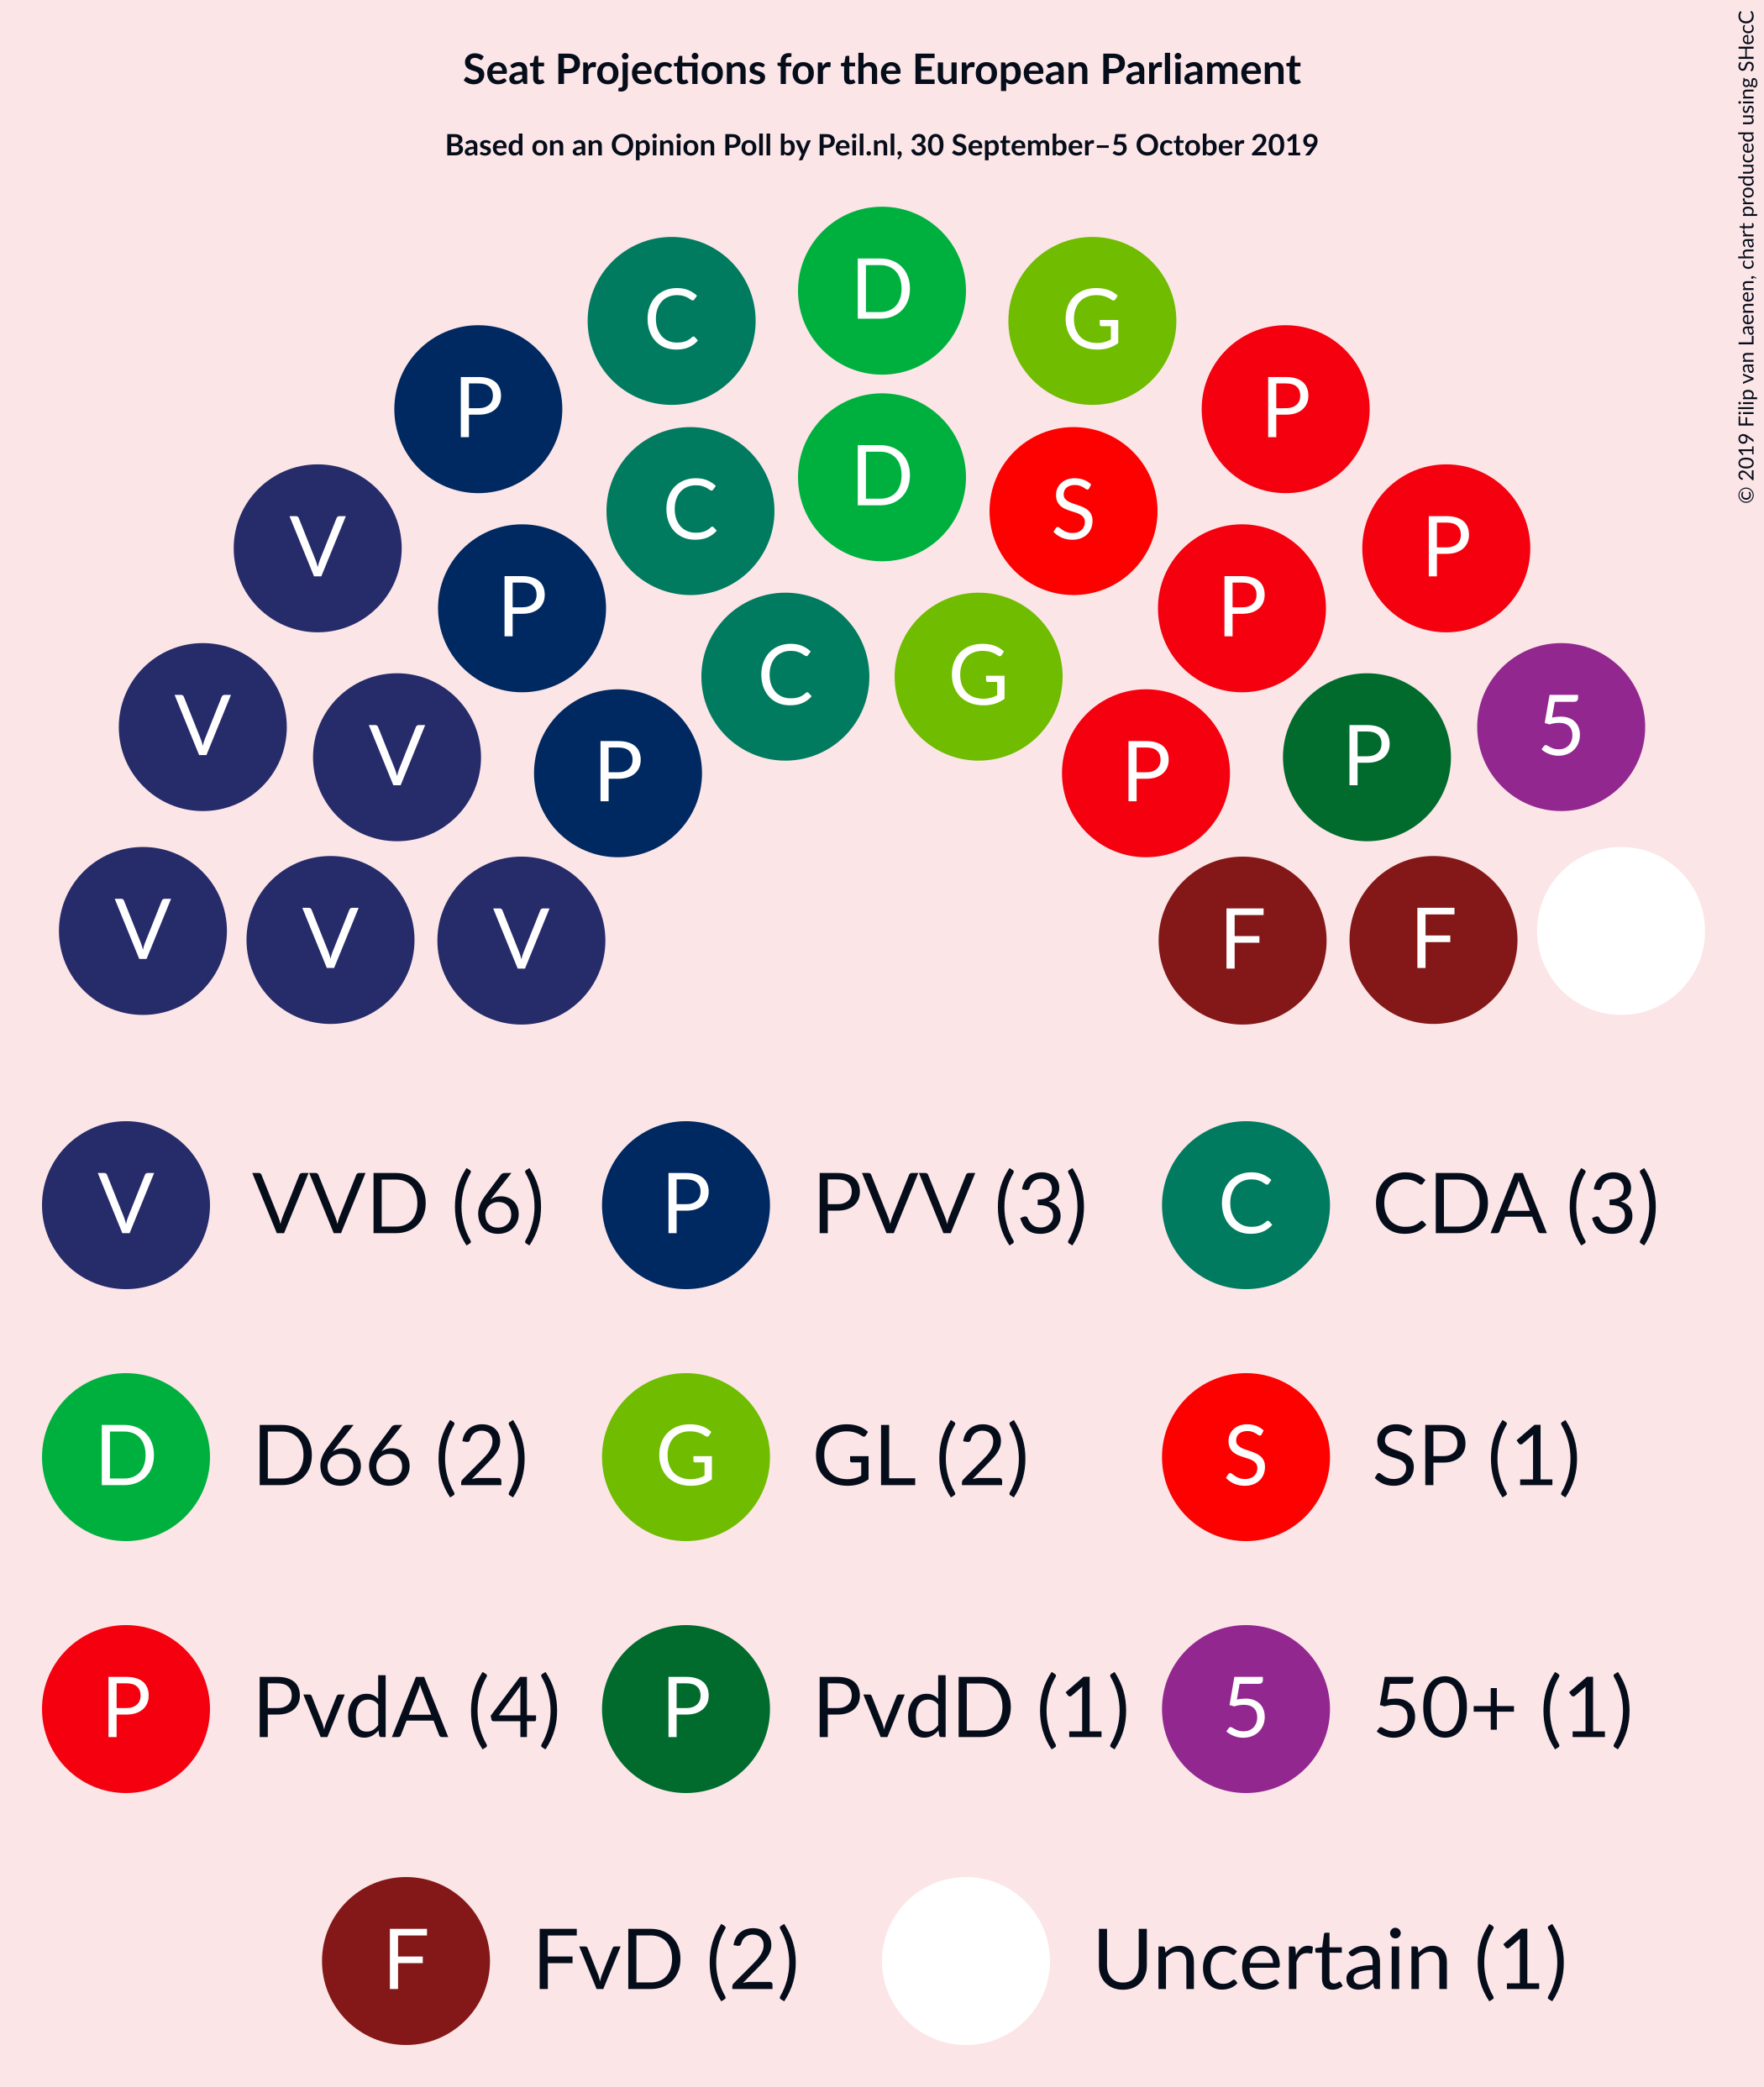 Seat Projections for the European Parliament
Based on an Opinion Poll by Peil.nl, 30 September–5 October 2019
© 2019 Filip van Laenen, chart produced using SHecC
D
C G
P P
D
C S
V P
P P
C G
V 5
V P
P P
V F
V F
V
V VVD (6) P PVV (3) C CDA (3)
D D66 (2) G GL (2) S SP (1)
P PvdA (4) P PvdD (1) 5 50+ (1)
F FvD (2) Uncertain (1)